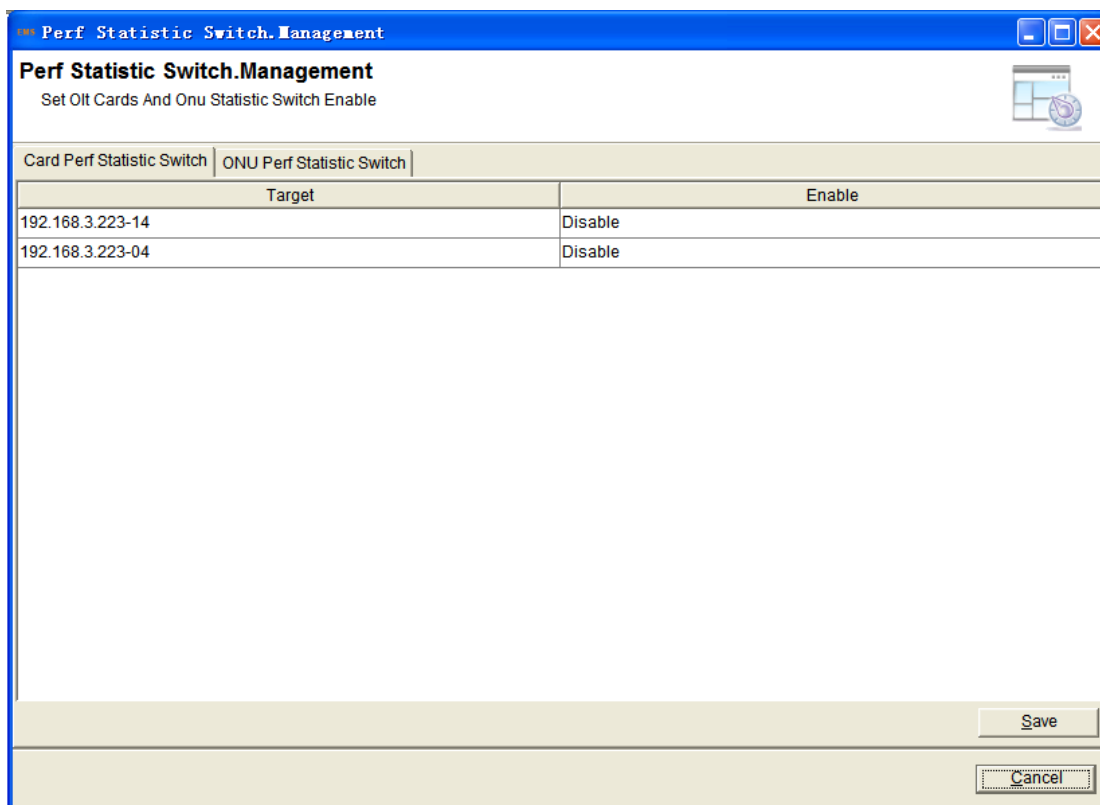 EMS Perf Statistic Switch.Management
Perf Statistic Switch.Management
Set Olt Cards And Onu Statistic Switch Enable
Card Perf Statistic Switch ONU Perf Statistic Switch
Target Enable
192.168.3.223-14 Disable
192.168.3.223-04 Disable
Save
Cancel